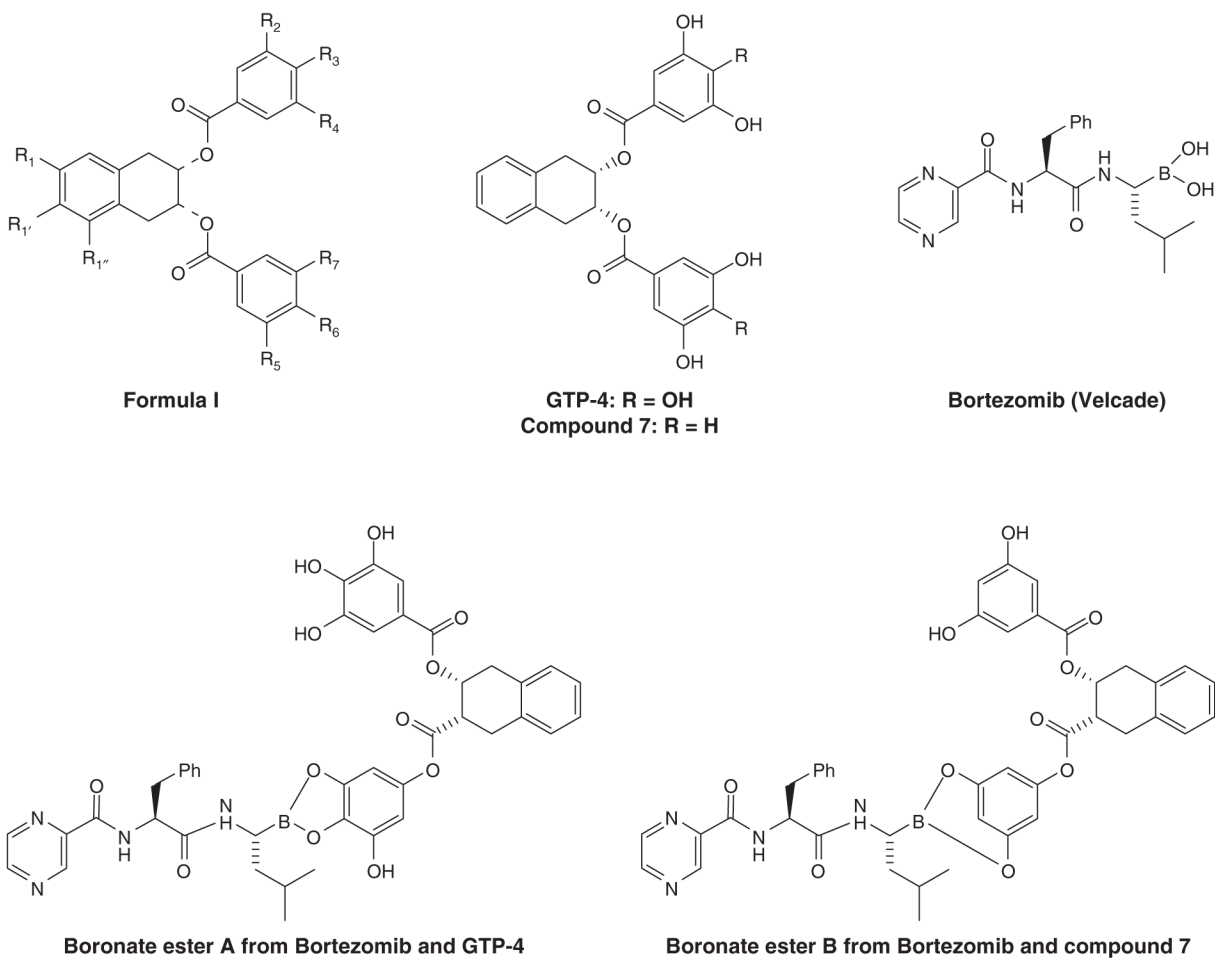 R2
R3
R4
O
O
R1
R1′
R1″
O
O
R7
R6
R5
Formula I
OH
R
OH
O
O
O
O
OH
R
OH
GTP-4: R = OH
Compound 7: R = H
Ph
O
N
N
N
H
O
H
N
B
OH
OH
Bortezomib (Velcade)
OH
HO
HO
O
O
O
O
Ph
O
N
N
N
H
O
N
H
B
O
O
OH
Boronate ester A from Bortezomib and GTP-4
OH
HO
O
O
O
O
Ph
O
N
N
N
H
O
N
H
B
O
O
Boronate ester B from Bortezomib and compound 7